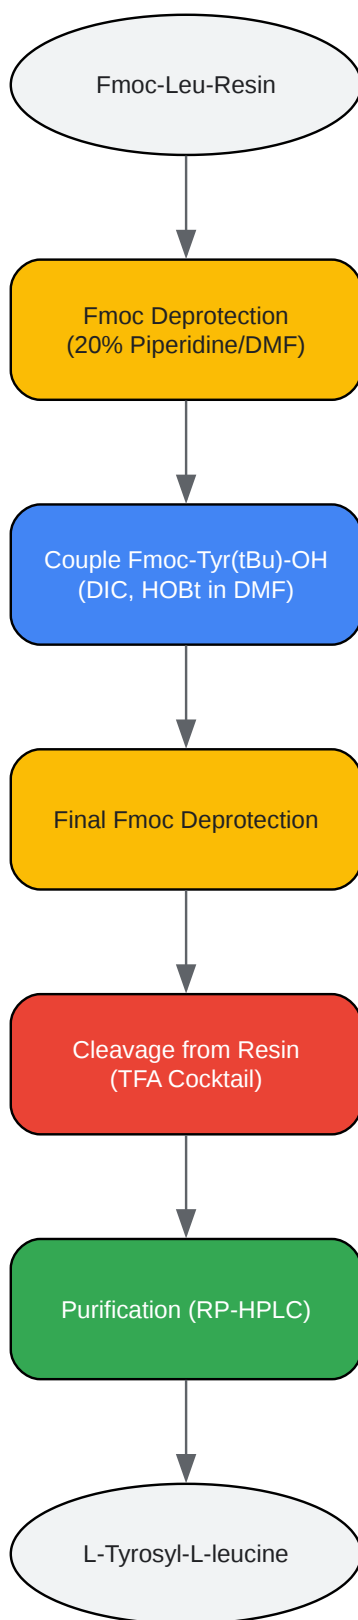 Fmoc-Leu-Resin
Fmoc Deprotection
(20% Piperidine/DMF)
Couple Fmoc-Tyr(tBu)-OH
(DIC, HOBt in DMF)
Final Fmoc Deprotection
Cleavage from Resin
(TFA Cocktail)
Purification (RP-HPLC)
L-Tyrosyl-L-leucine